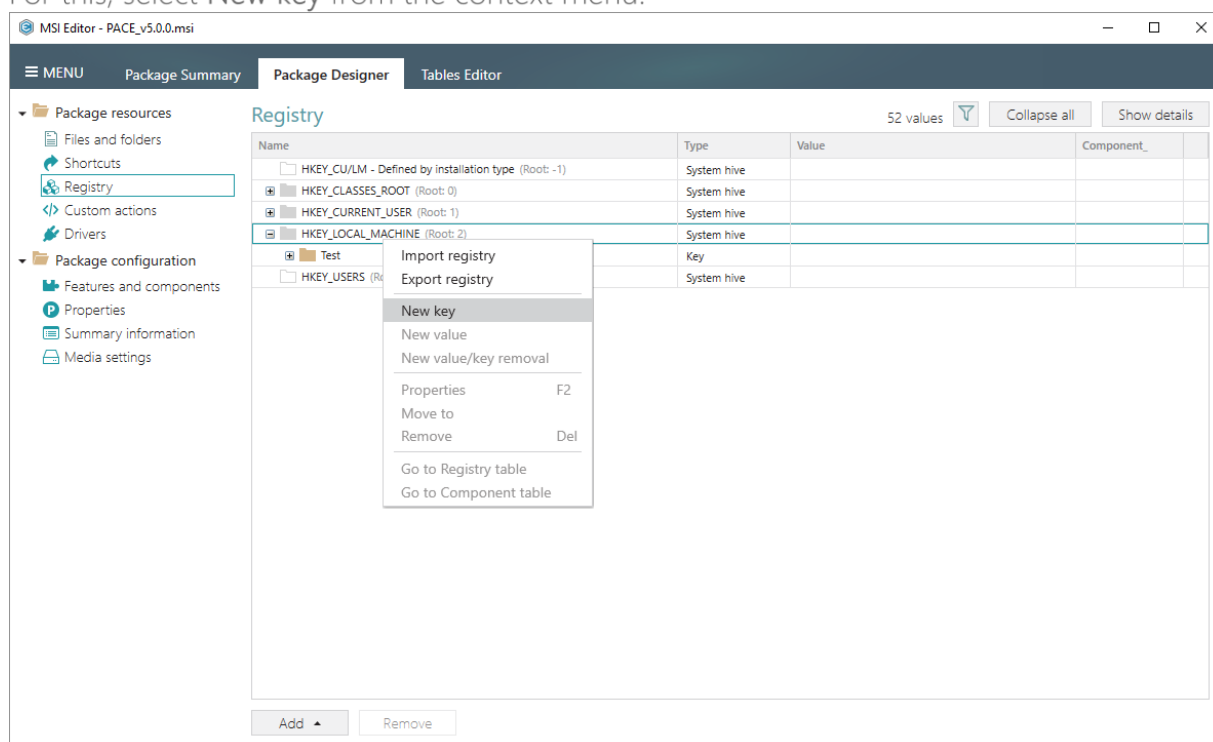 For this, select New key from the context menu.
MSI Editor - PACE_v5.0.0.msi
MENU Package Summary Package Designer Tables Editor
Package resources
Files and folders
Shortcuts
Registry
Custom actions
Drivers
Package configuration
Features and components
Properties
Summary information
Media settings
Registry
52 values Collapse all Show details
Name Type Value Component_
HKEY_CU/LM - Defined by installation type (Root: -1) System hive
HKEY_CLASSES_ROOT (Root: 0) System hive
HKEY_CURRENT_USER (Root: 1) System hive
HKEY_LOCAL_MACHINE (Root: 2) System hive
Test Key
HKEY_USERS System hive
Import registry
Export registry
New key
New value
New value/key removal
Properties F2
Move to
Remove Del
Go to Registry table
Go to Component table
Add Remove